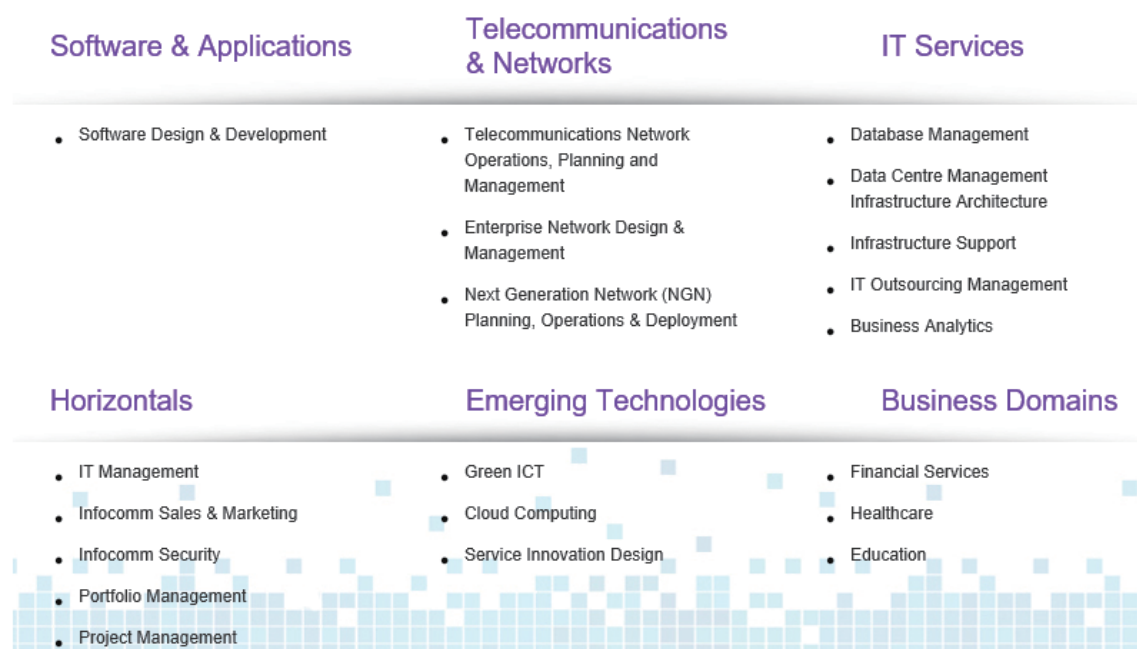 Software & Applications
Telecommunications
& Networks
IT Services
Software Design & Development
Telecommunications Network
Operations, Planning and
Management
Enterprise Network Design &
Management
Next Generation Network (NGN)
Planning, Operations & Deployment
Database Management
Data Centre Management
Infrastructure Architecture
Infrastructure Support
IT Outsourcing Management
Business Analytics
Horizontals
Emerging Technologies
Business Domains
IT Management
Infocomm Sales & Marketing
Infocomm Security
Portfolio Management
Project Management
Green ICT
Cloud Computing
Service Innovation Design
Financial Services
Healthcare
Education